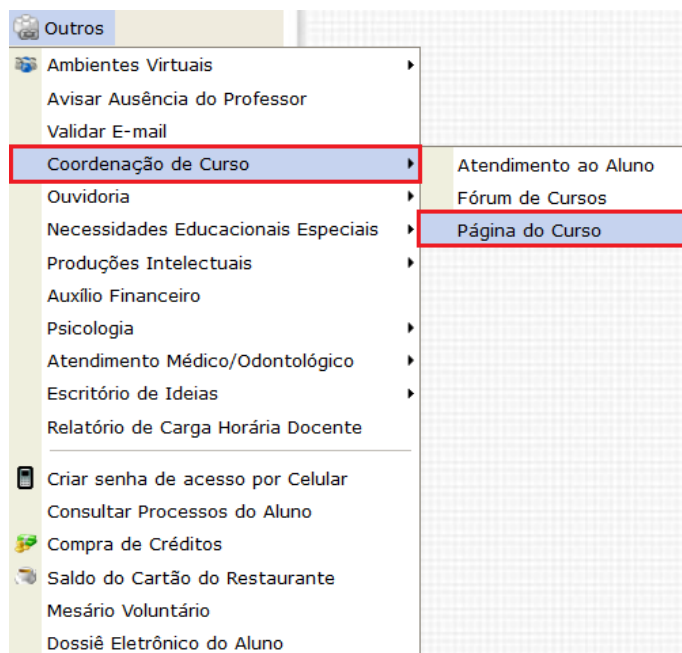 Outros
Ambientes Virtuais
Avisar Ausência do Professor
Validar E-mail
Coordenação de Curso
Atendimento ao Aluno
Ouvidoria
Fórum de Cursos
Necessidades Educacionais Especiais
Página do Curso
Produções Intelectuais
Auxílio Financeiro
Psicologia
Atendimento Médico/Odontológico
Escritório de Ideias
Relatório de Carga Horária Docente
Criar senha de acesso por Celular
Consultar Processos do Aluno
Compra de Créditos
Saldo do Cartão do Restaurante
Mesário Voluntário
Dossiê Eletrônico do Aluno